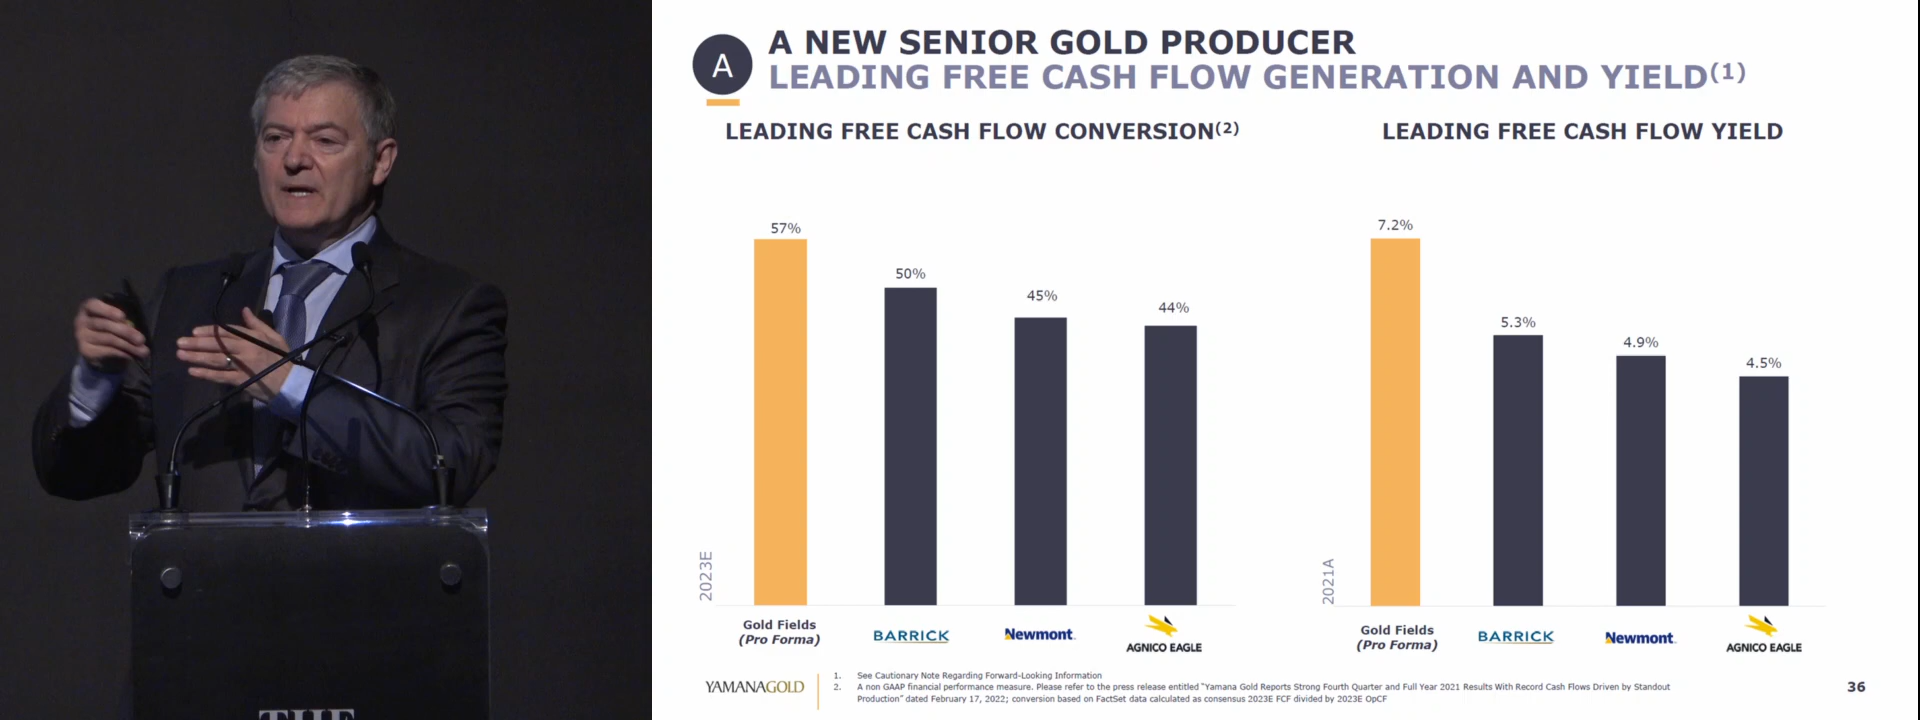 A
A NEW SENIOR GOLD PRODUCER
LEADING FREE CASH FLOW GENERATION AND YIELD(1)
LEADING FREE CASH FLOW CONVERSION(2)
57%
50%
45%
44%
2023E
Gold Fields
(Pro Forma)
BARRICK
Newmont.
AGNICO EAGLE
LEADING FREE CASH FLOW YIELD
7.2%
5.3%
4.9%
4.5%
2021A
Gold Fields
(Pro Forma)
BARRICK
Newmont.
AGNICO EAGLE
YAMANAGOLD
1. See Cautionary Note Regarding Forward-Looking Information
2. A non GAAP financial performance measure. Please refer to the press release entitled "Yamana Gold Reports Strong Fourth Quarter and Full Year 2021 Results With Record Cash Flows Driven by Standout
Production" dated February 17, 2022; conversion based on FactSet data calculated as consensus 2023E FCF divided by 2023E OpCF
36
THE